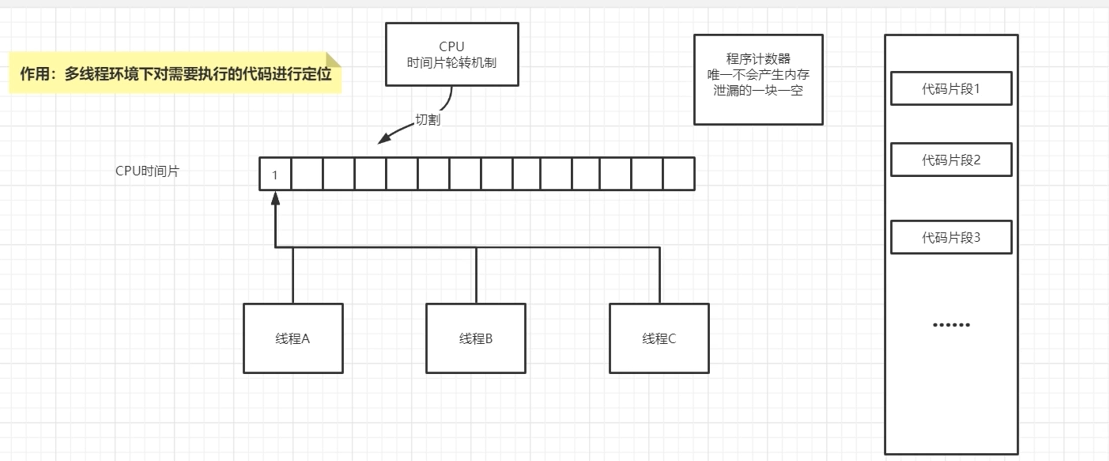 作用：多线程环境下对需要执行的代码进行定位
CPU
时间片轮转机制
程序计数器
唯一不会产生内存
泄漏的一块一空
切割
CPU时间片
1
线程A
线程B
线程C
代码片段1
代码片段2
代码片段3
······